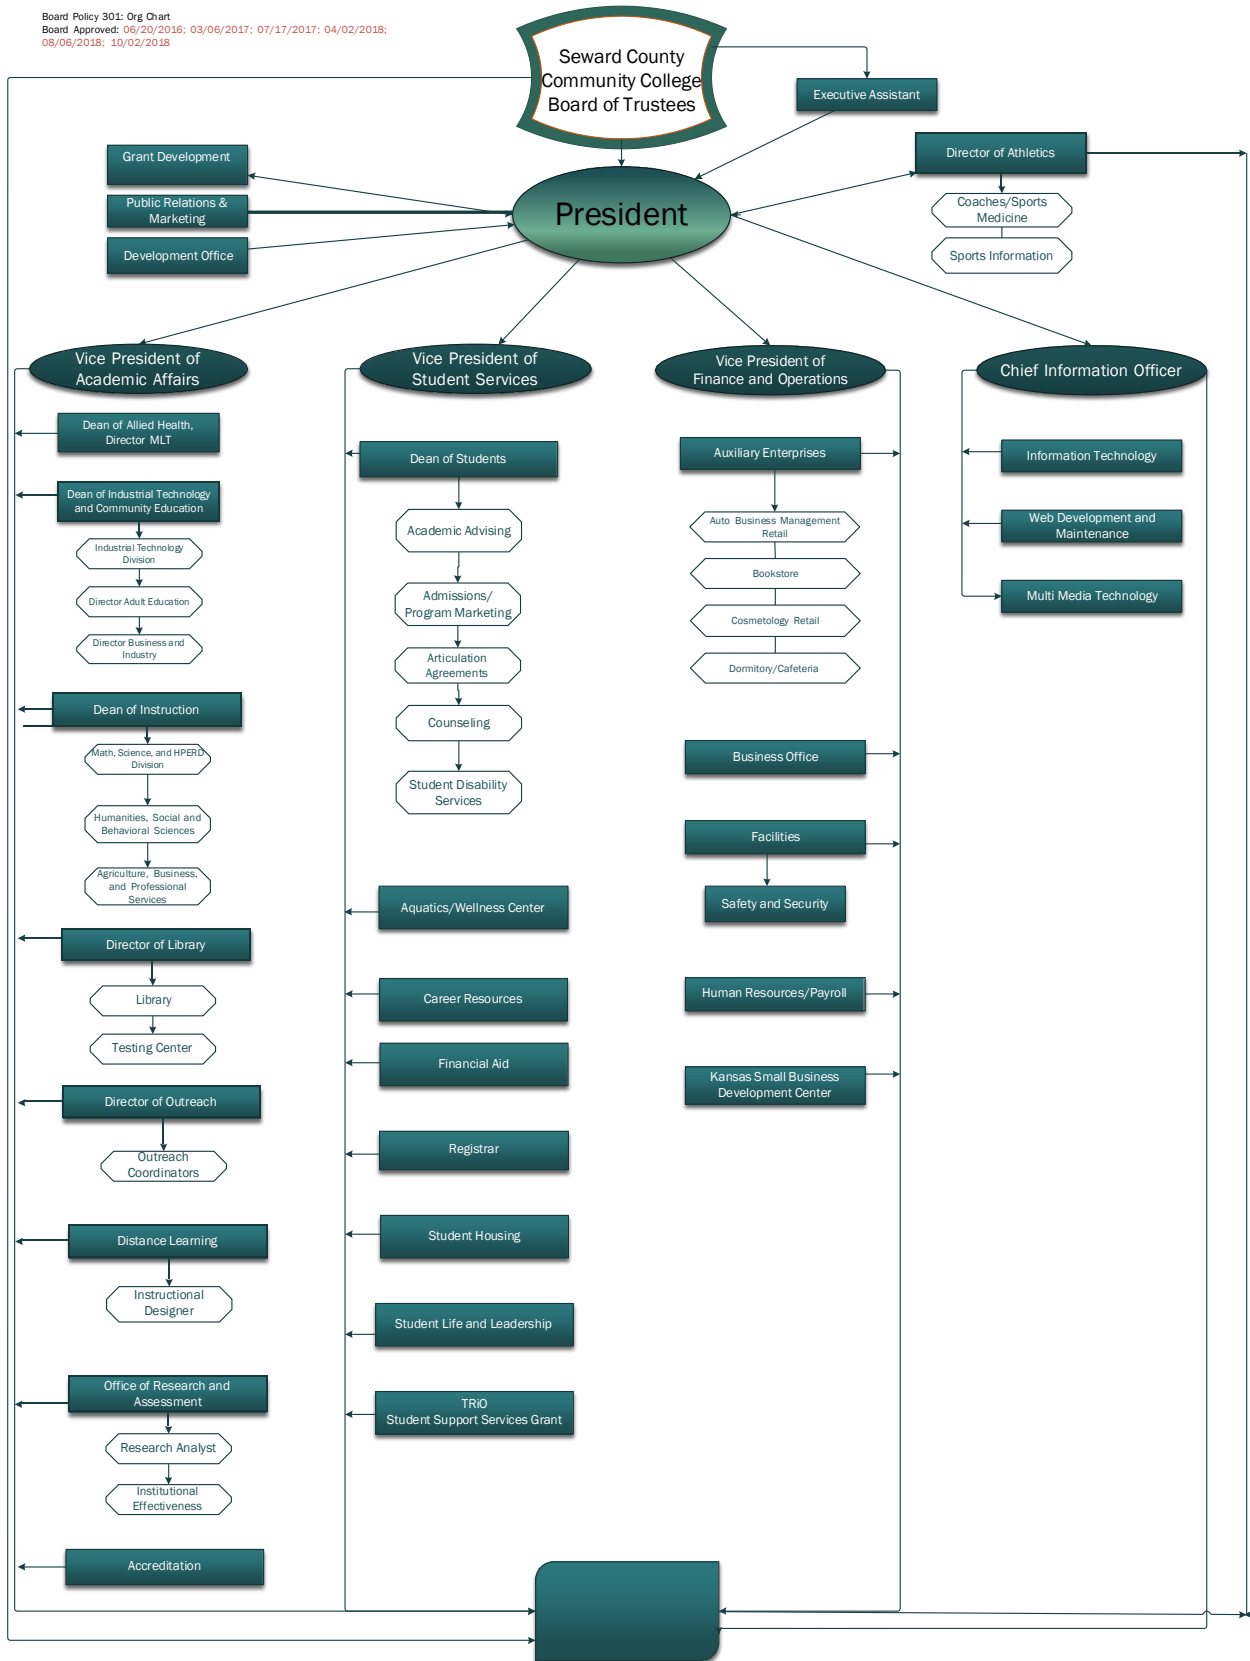 Board Policy 301: Org Chart
Board Approved: 06/20/2016; 03/06/2017; 07/17/2017; 04/02/2018;
08/06/2018; 10/02/2018
Seward County
Community College
Board of Trustees
Executive Assistant
Grant Development
Public Relations &
Marketing
Development Office
President
Director of Athletics
Coaches/Sports
Medicine
Sports Information
Vice President of
Academic Affairs
Dean of Allied Health,
Director MLT
Dean of Industrial Technology
and Community Education
Industrial Technology
Division
Director Adult Education
Director Business and
Industry
Dean of Instruction
Math, Science, and HPERD
Division
Humanities, Social and
Behavioral Sciences
Agriculture, Business,
and Professional
Services
Director of Library
Library
Testing Center
Director of Outreach
Outreach
Coordinators
Distance Learning
Instructional
Designer
Office of Research and
Assessment
Research Analyst
Institutional
Effectiveness
Accreditation
Vice President of
Student Services
Dean of Students
Academic Advising
Admissions/
Program Marketing
Articulation
Agreements
Counseling
Student Disability
Services
Aquatics/Wellness Center
Career Resources
Financial Aid
Registrar
Student Housing
Student Life and Leadership
TRiO
Student Support Services Grant
Vice President of
Finance and Operations
Auxiliary Enterprises
Auto Business Management
Retail
Bookstore
Cosmetology Retail
Dormitory/Cafeteria
Business Office
Facilities
Safety and Security
Human Resources/Payroll
Kansas Small Business
Development Center
Chief Information Officer
Information Technology
Web Development and
Maintenance
Multi Media Technology